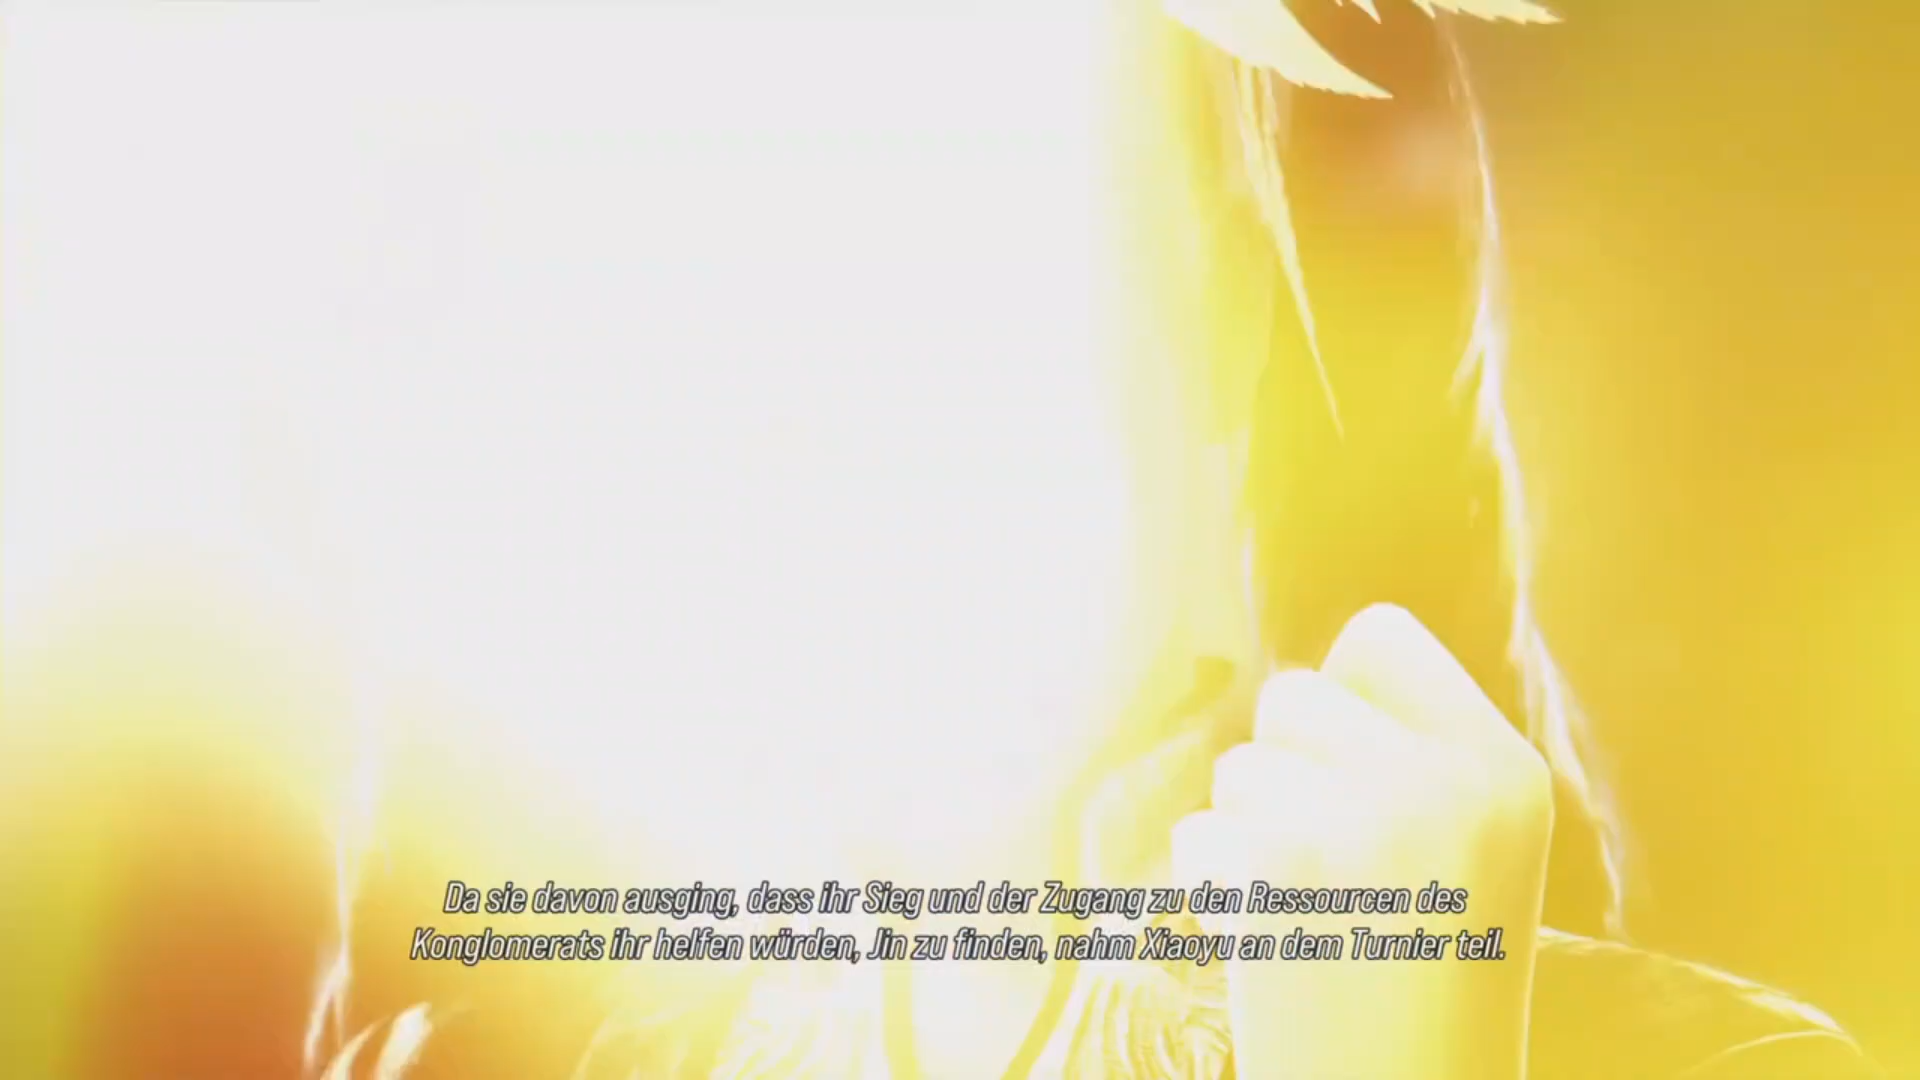 Da sie davon ausging, dass ihr Sieg und der Zugang zu den Ressourcen des
Konglomerats ihr helfen würden, Jin zu finden, nahm Xiaoyu an dem Turnier teil.